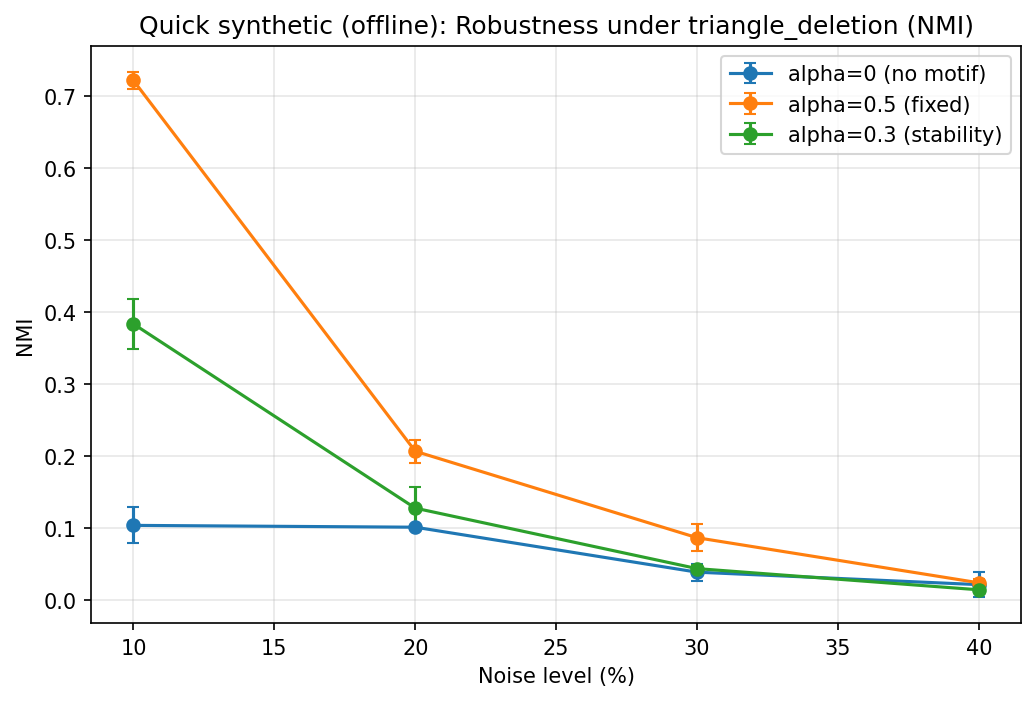 Quick synthetic (offline): Robustness under triangle_deletion (NMI)
alpha=0 (no motif)
alpha=0.5 (fixed)
alpha=0.3 (stability)
NMI
0.7
0.6
0.5
0.4
0.3
0.2
0.1
0.0
10 15 20 25 30 35 40
Noise level (%)